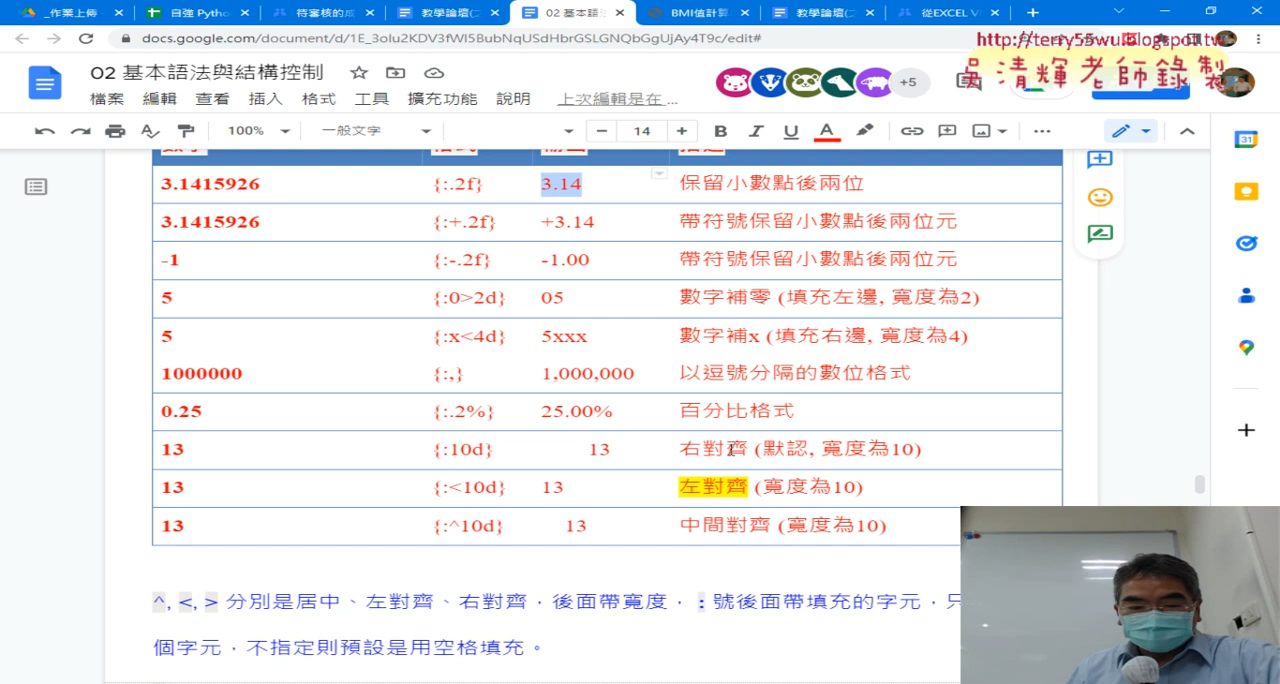 _作業上傳 -
自強 Pytho
待審核的成
教學論壇(2
02 基本語法
BMI值計算
教學論壇(2
從EXCEL V
docs.google.com/document/d/1E_3olu2KDV3fWI5BubNqUSdHbrGSLGNQbGgUjAy4T9c/edit#
http://terry55wu.blogspot.tw
吳清輝老師錄製
02 基本語法與結構控制
+5
檔案 編輯 查看 插入 格式 工具 擴充功能 說明 上次編輯是在 ...
100% 一般文字 14 B I U A
3.1415926 {:.2f} 3.14 保留小數點後兩位
3.1415926 {:+.2f} +3.14 帶符號保留小數點後兩位元
-1 {:-.2f} -1.00 帶符號保留小數點後兩位元
5 {:0>2d} 05 數字補零 (填充左邊, 寬度為2)
5 {:x<4d} 5xxx 數字補x (填充右邊, 寬度為4)
1000000 {:,} 1,000,000 以逗號分隔的數位格式
0.25 {:.2%} 25.00% 百分比格式
13 {:10d} 13 右對齊 (默認, 寬度為10)
13 {:<10d} 13 左對齊 (寬度為10)
13 {:^10d} 13 中間對齊 (寬度為10)
^, <, > 分別是居中、左對齊、右對齊，後面帶寬度，: 號後面帶填充的字元，只
個字元，不指定則預設是用空格填充。
31